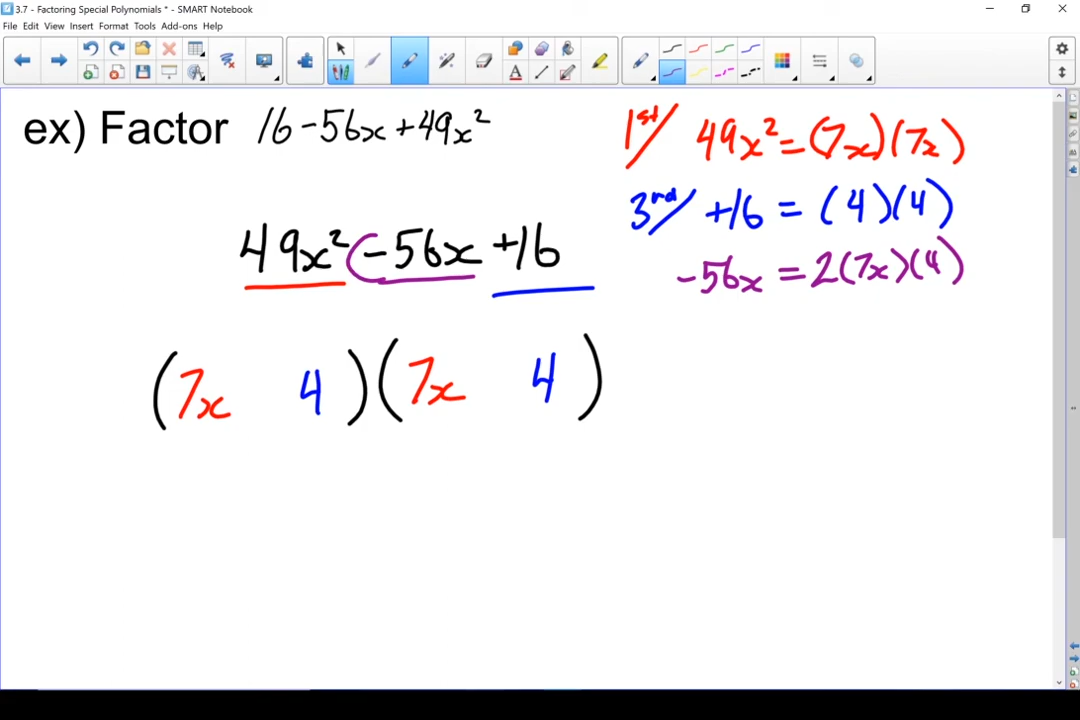 3.7 - Factoring Special Polynomials * - SMART Notebook
File Edit View Insert Format Tools Add-ons Help
ex) Factor 16-56x+49x²
1st/ 49x²=(7x)(7x)
3rd/ +16 = (4)(4)
49x² -56x +16
-56x = 2(7x)(4)
(7x 4)(7x 4)